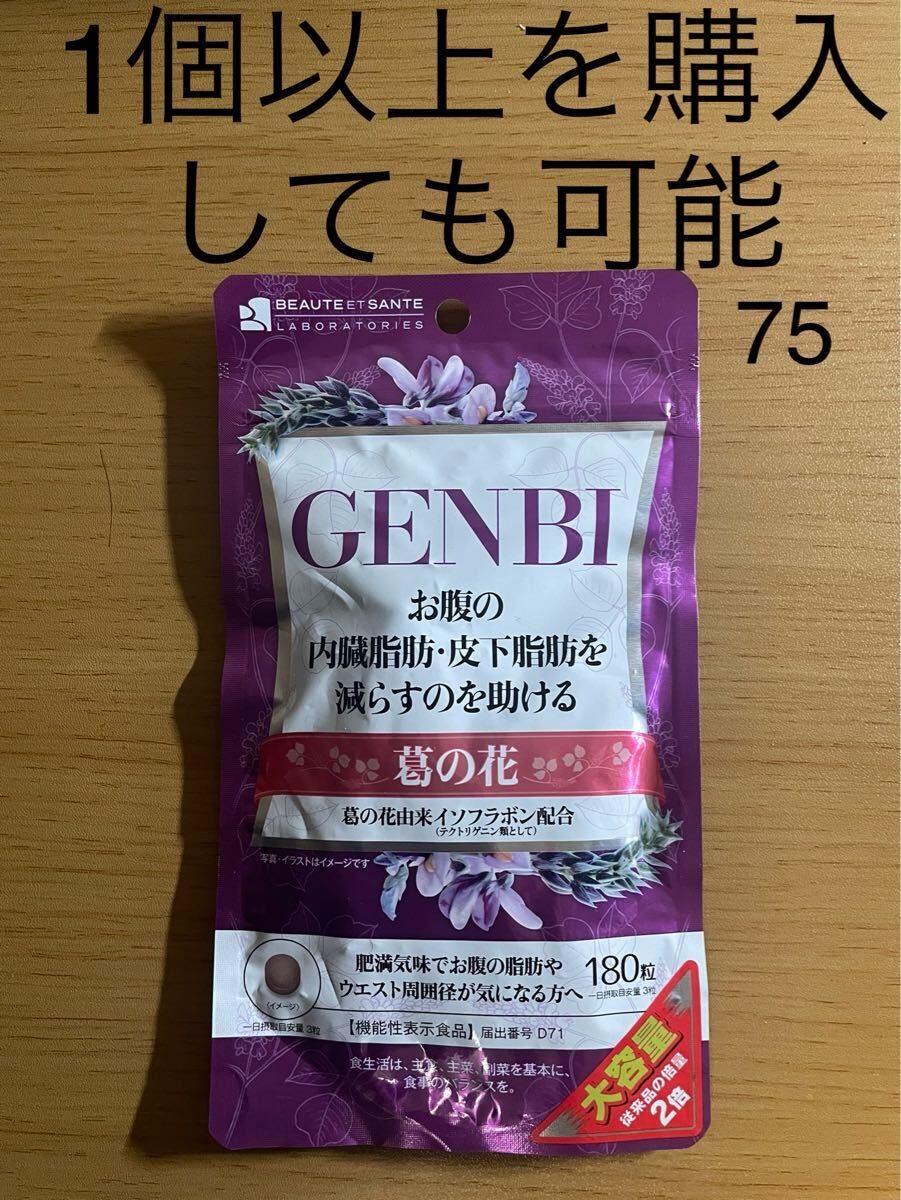 1個以上を購入
しても可能
75
BEAUTE ET SANTE
LABORATORIES
GENBI
お腹の
内臓脂肪・皮下脂肪を
減らすのを助ける
葛の花
葛の花由来イソフラボン配合
(テクトリゲニン類として)
写真・イラストはイメージです
肥満気味でお腹の脂肪や
ウエスト周囲径が気になる方へ
180粒
一日摂取目安量 3粒
〈イメージ〉
一日摂取目安量 3粒
【機能性表示食品】届出番号 D71
食生活は、主食、主菜、副菜を基本に、
食事のバランスを。
大容量
従来品の倍量
2倍